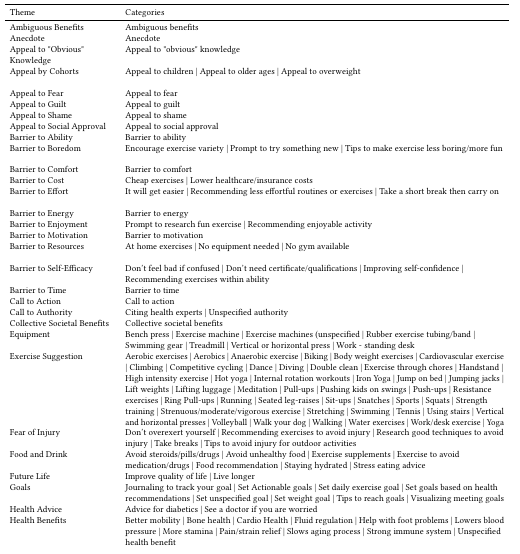 Theme Categories
Ambiguous Benefits Ambiguous benefits
Anecdote Anecdote
Appeal to "Obvious" Appeal to "obvious" knowledge
Knowledge
Appeal by Cohorts Appeal to children | Appeal to older ages | Appeal to overweight
Appeal to Fear Appeal to fear
Appeal to Guilt Appeal to guilt
Appeal to Shame Appeal to shame
Appeal to Social Approval Appeal to social approval
Barrier to Ability Barrier to ability
Barrier to Boredom Encourage exercise variety | Prompt to try something new | Tips to make exercise less boring/more fun
Barrier to Comfort Barrier to comfort
Barrier to Cost Cheap exercises | Lower healthcare/insurance costs
Barrier to Effort It will get easier | Recommending less effortful routines or exercises | Take a short break then carry on
Barrier to Energy Barrier to energy
Barrier to Enjoyment Prompt to research fun exercise | Recommending enjoyable activity
Barrier to Motivation Barrier to motivation
Barrier to Resources At home exercises | No equipment needed | No gym available
Barrier to Self-Efficacy Don't feel bad if confused | Don't need certificate/qualifications | Improving self-confidence |
Recommending exercises within ability
Barrier to Time Barrier to time
Call to Action Call to action
Call to Authority Citing health experts | Unspecified authority
Collective Societal Benefits Collective societal benefits
Equipment Bench press | Exercise machine | Exercise machines (unspecified | Rubber exercise tubing/band |
Swimming gear | Treadmill | Vertical or horizontal press | Work - standing desk
Exercise Suggestion Aerobic exercises | Aerobics | Anaerobic exercise | Biking | Body weight exercises | Cardiovascular exercise
| Climbing | Competitive cycling | Dance | Diving | Double clean | Exercise through chores | Handstand |
High intensity exercise | Hot yoga | Internal rotation workouts | Iron Yoga | Jump on bed | Jumping jacks |
Lift weights | Lifting luggage | Meditation | Pull-ups | Pushing kids on swings | Push-ups | Resistance
exercises | Ring Pull-ups | Running | Seated leg-raises | Sit-ups | Snatches | Sports | Squats | Strength
training | Strenuous/moderate/vigorous exercise | Stretching | Swimming | Tennis | Using stairs | Vertical
and horizontal presses | Volleyball | Walk your dog | Walking | Water exercises | Work/desk exercise | Yoga
Fear of Injury Don't overexert yourself | Recommending exercises to avoid injury | Research good techniques to avoid
injury | Take breaks | Tips to avoid injury for outdoor activities
Food and Drink Avoid steroids/pills/drugs | Avoid unhealthy food | Exercise supplements | Exercise to avoid
medication/drugs | Food recommendation | Staying hydrated | Stress eating advice
Future Life Improve quality of life | Live longer
Goals Journaling to track your goal | Set Actionable goals | Set daily exercise goal | Set goals based on health
recommendations | Set unspecified goal | Set weight goal | Tips to reach goals | Visualizing meeting goals
Health Advice Advice for diabetics | See a doctor if you are worried
Health Benefits Better mobility | Bone health | Cardio Health | Fluid regulation | Help with foot problems | Lowers blood
pressure | More stamina | Pain/strain relief | Slows aging process | Strong immune system | Unspecified
health benefit